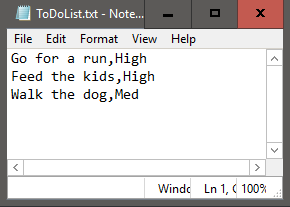 ToDoList.txt - Note...
File Edit Format View Help
Go for a run,High
Feed the kids,High
Walk the dog,Med
Ln 1, 100%